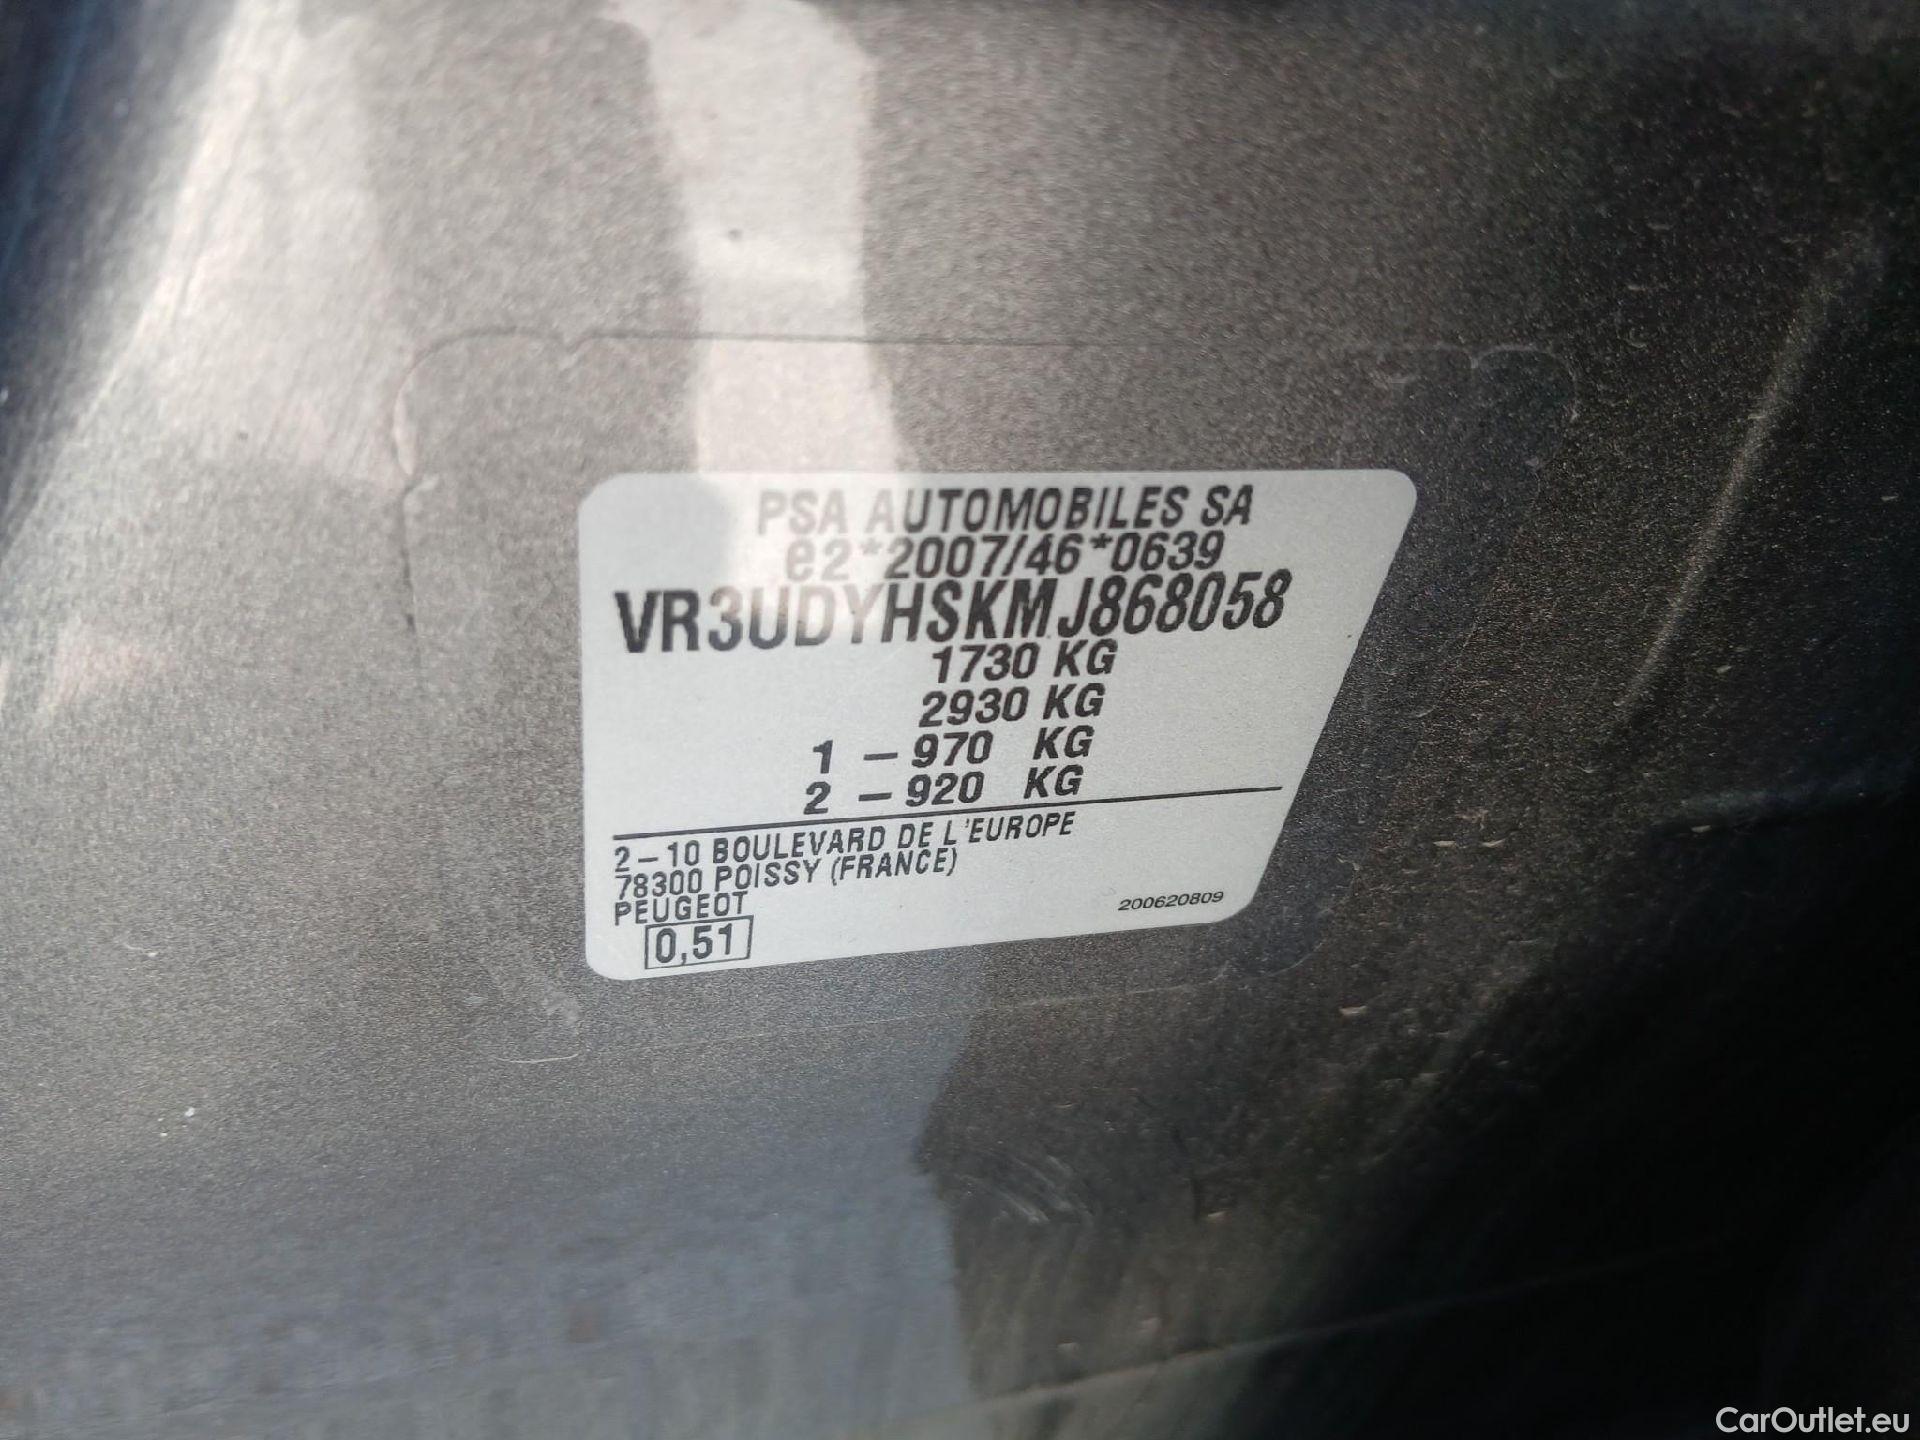 PSA AUTOMOBILES SA
e2*2007/46*0639
VR3UDYHSKMJ868058
1730 KG
2930 KG
1 – 970 KG
2 – 920 KG
2–10 BOULEVARD DE L'EUROPE
78300 POISSY (FRANCE)
PEUGEOT
200620809
0,51
CarOutlet.eu